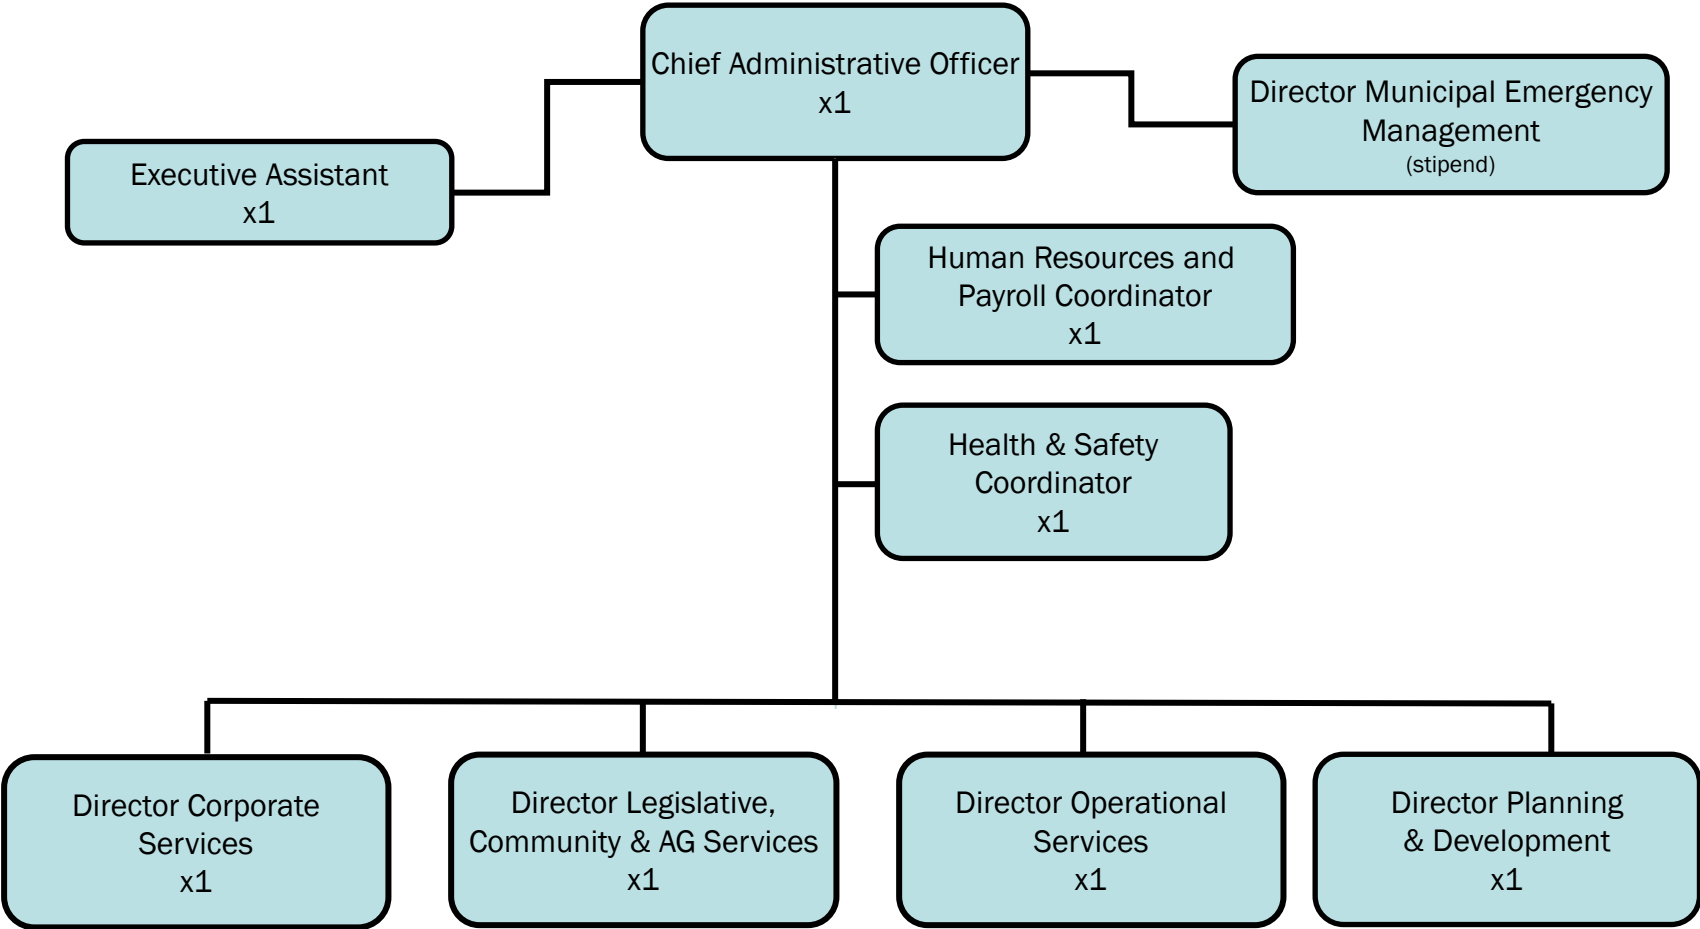 Chief Administrative Officer
x1
Director Municipal Emergency
Management
(stipend)
Executive Assistant
x1
Human Resources and
Payroll Coordinator
x1
Health & Safety
Coordinator
x1
Director Corporate
Services
x1
Director Legislative,
Community & AG Services
x1
Director Operational
Services
x1
Director Planning
& Development
x1